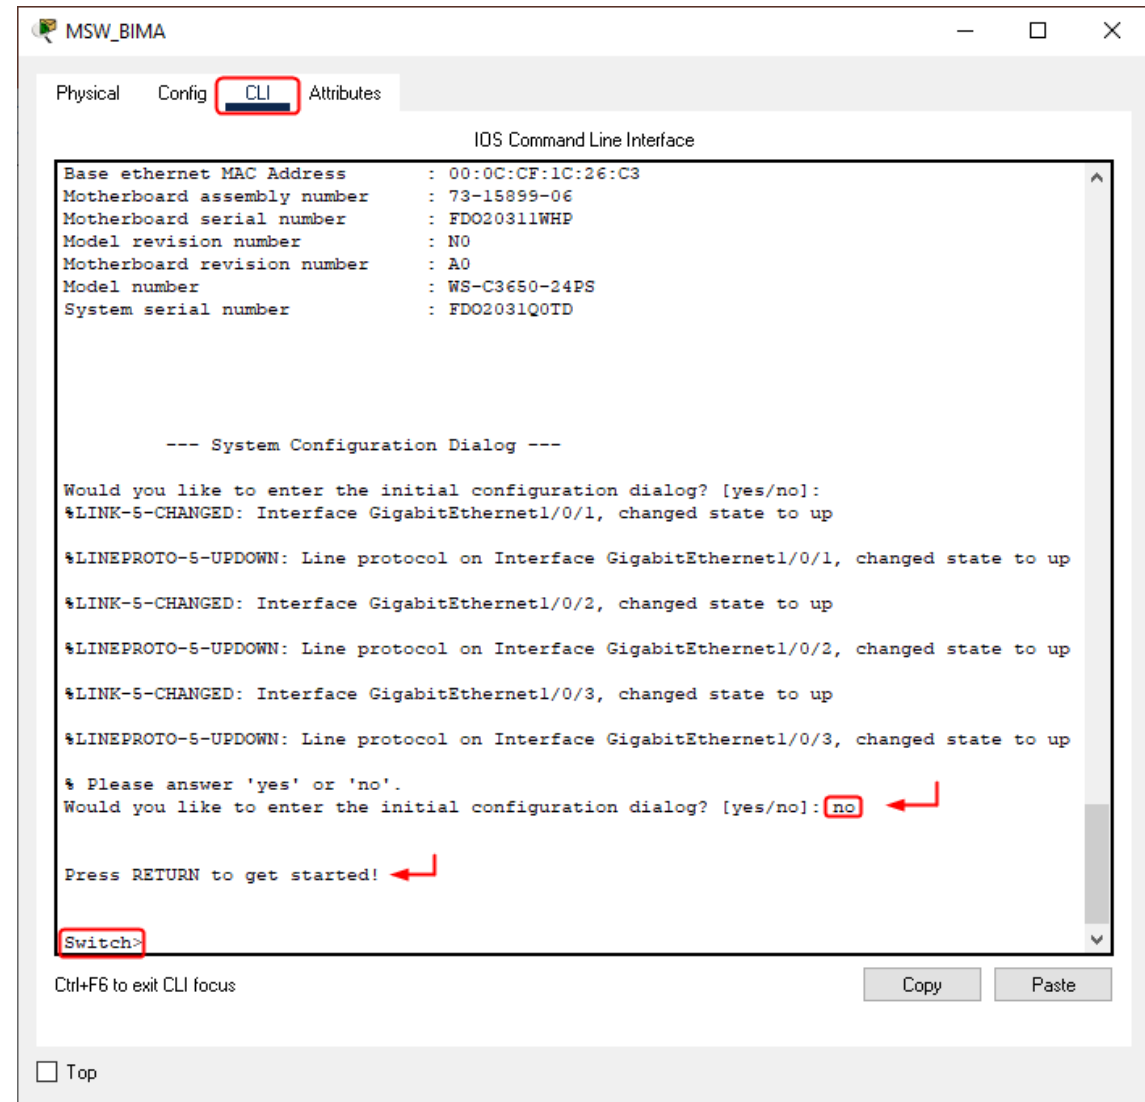 MSW_BIMA
Physical Config CLI Attributes
IOS Command Line Interface
Base ethernet MAC Address : 00:0C:CF:1C:26:C3
Motherboard assembly number : 73-15899-06
Motherboard serial number : FDO20311WHP
Model revision number : N0
Motherboard revision number : A0
Model number : WS-C3650-24PS
System serial number : FDO2031Q0TD
--- System Configuration Dialog ---
Would you like to enter the initial configuration dialog? [yes/no]:
%LINK-5-CHANGED: Interface GigabitEthernet1/0/1, changed state to up
%LINEPROTO-5-UPDOWN: Line protocol on Interface GigabitEthernet1/0/1, changed state to up
%LINK-5-CHANGED: Interface GigabitEthernet1/0/2, changed state to up
%LINEPROTO-5-UPDOWN: Line protocol on Interface GigabitEthernet1/0/2, changed state to up
%LINK-5-CHANGED: Interface GigabitEthernet1/0/3, changed state to up
%LINEPROTO-5-UPDOWN: Line protocol on Interface GigabitEthernet1/0/3, changed state to up
% Please answer 'yes' or 'no'.
Would you like to enter the initial configuration dialog? [yes/no]: no
Press RETURN to get started!
Switch>
Ctrl+F6 to exit CLI focus
Copy Paste
Top